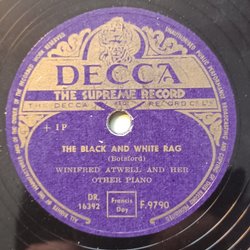 DECCA
THE SUPREME RECORD
THE DECCA
RECORD CO LTD
+ 1P
THE BLACK AND WHITE RAG
(Botsford)
WINIFRED ATWELL AND HER
OTHER PIANO
DR.
16392
Francis
Day
F.9790